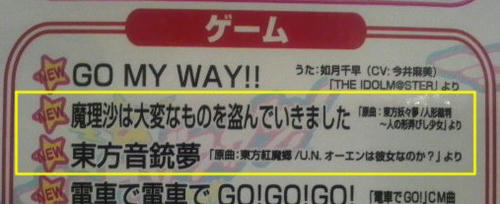 ゲーム
NEW GO MY WAY!! うた：如月千早（CV：今井麻美）
「THE IDOLM@STER」より
NEW 魔理沙は大変なものを盗んでいきました 「原曲：東方妖々夢/人形裁判
～人の形弄びし少女」より
NEW 東方音銃夢 「原曲：東方紅魔郷/U.N.オーエンは彼女なのか？」より
NEW 電車で電車でGO!GO!GO! 「電車でGO!」CM曲